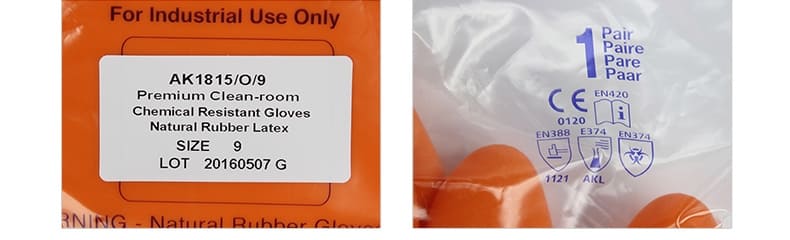 For Industrial Use Only
AK1815/O/9
Premium Clean-room
Chemical Resistant Gloves
Natural Rubber Latex
SIZE 9
LOT 20160507 G
RNING - Natural Rubber Glove
1 Pair
Paire
Pare
Paar
CE EN420
0120 i
EN388 E374 EN374
1121 AKL